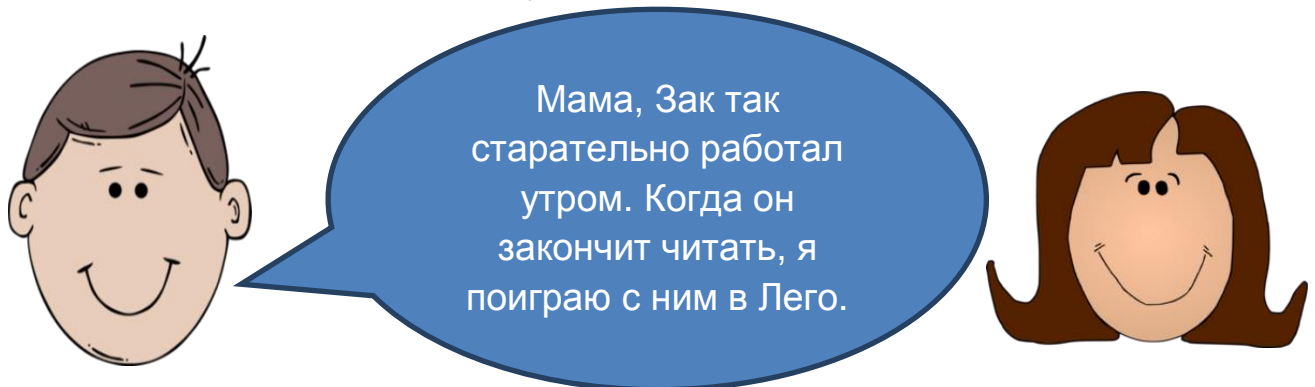 Мама, Зак так
старательно работал
утром. Когда он
закончит читать, я
поиграю с ним в Лего.